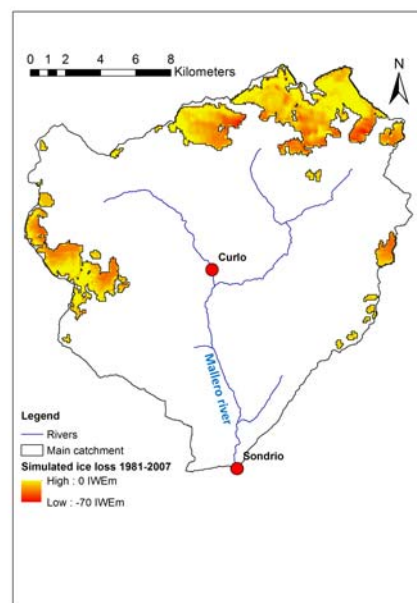 0 1 2 4 6 8
Kilometers
N
Curlo
Mallero river
Sondrio
Legend
Rivers
Main catchment
Simulated ice loss 1981-2007
High : 0 IWEm
Low : -70 IWEm